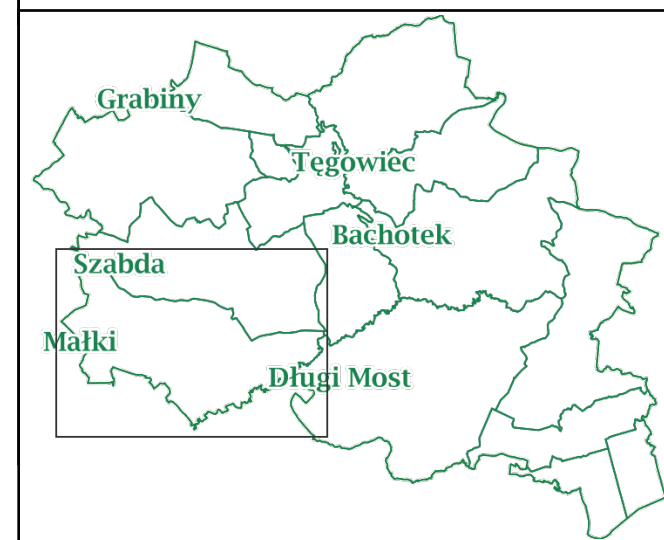 Grabiny
Tęgowiec
Bachotek
Szabda
Małki
Długi Most